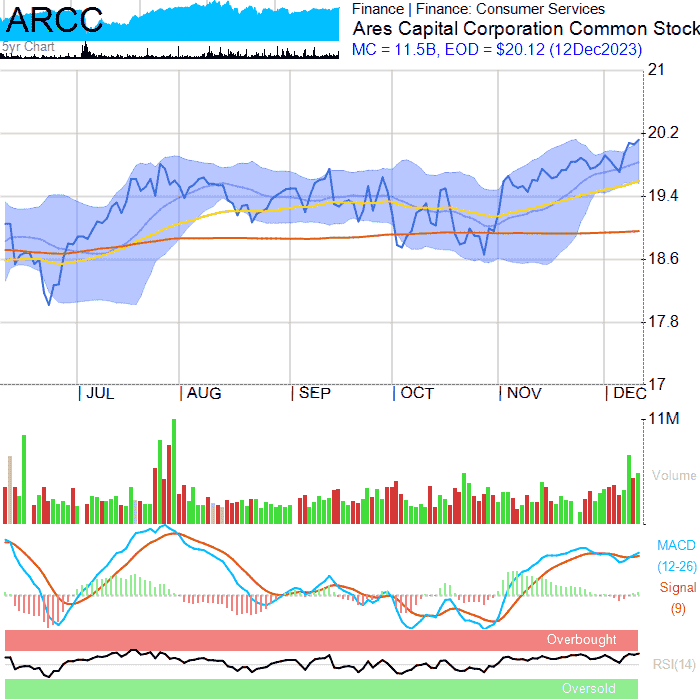 ARCC
5yr Chart
Finance | Finance: Consumer Services
Ares Capital Corporation Common Stock
MC = 11.5B, EOD = $20.12 (12Dec2023)
21
20.2
19.4
18.6
17.8
17
| JUL | AUG | SEP | OCT | NOV | DEC
11M
Volume
MACD
(12-26)
Signal
(9)
Overbought
RSI(14)
Oversold